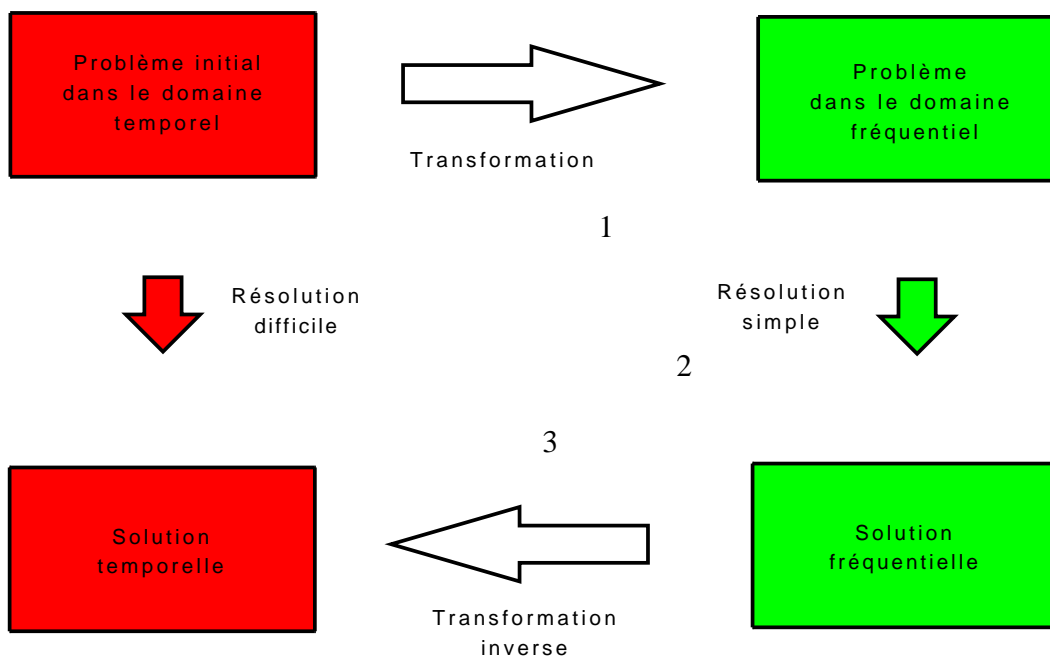 Problème initial
dans le domaine
temporel
Transformation
Problème
dans le domaine
fréquentiel
1
Résolution
difficile
Résolution
simple
2
3
Solution
temporelle
Transformation
inverse
Solution
fréquentielle